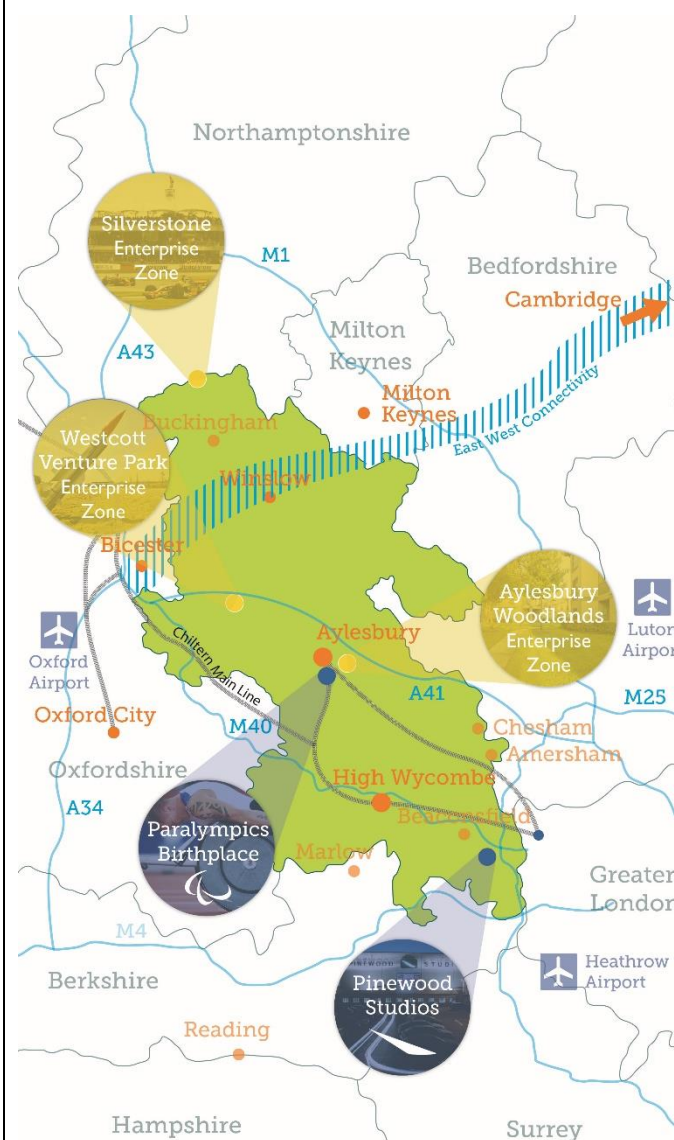 Northamptonshire
Silverstone
Enterprise
Zone
M1
Bedfordshire
Cambridge
Milton
Keynes
A43
Milton
Keynes
East West Connectivity
Buckingham
Westcott
Venture Park
Enterprise
Zone
Winslow
Bicester
Aylesbury
Woodlands
Enterprise
Zone
Luton
Airport
Oxford
Airport
Aylesbury
Chiltern Main Line
A41
M25
Oxford City
M40
Chesham
Amersham
Oxfordshire
High Wycombe
A34
Beaconsfield
Paralympics
Birthplace
Marlow
Greater
London
M4
PINEWOOD STUDIO
Pinewood
Studios
Heathrow
Airport
Berkshire
Reading
Hampshire
Surrey